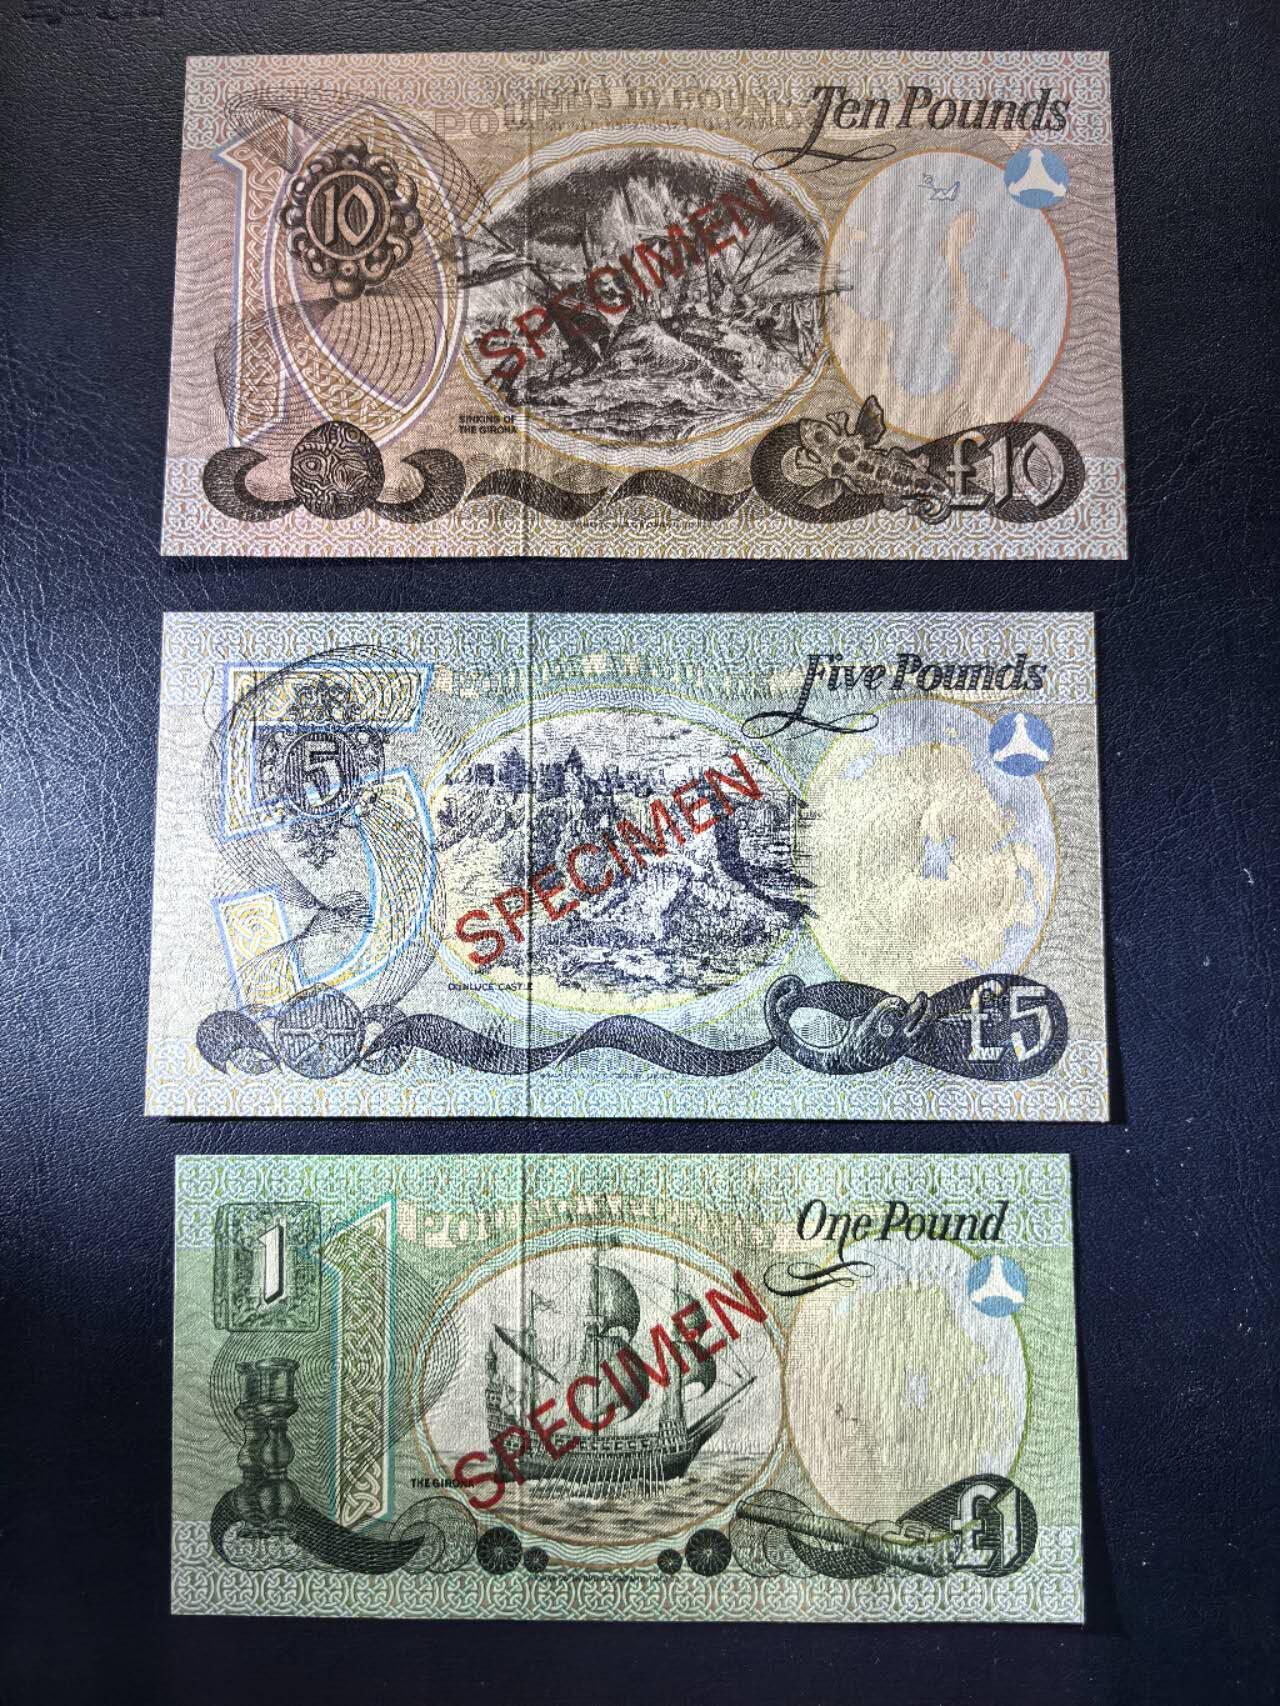 Ten Pounds
10
SPECIMEN
SINKING OF
THE GIRONA
£10
Five Pounds
5
SPECIMEN
DUNLUCE CASTLE
£5
One Pound
1
SPECIMEN
THE GIRONA
£1